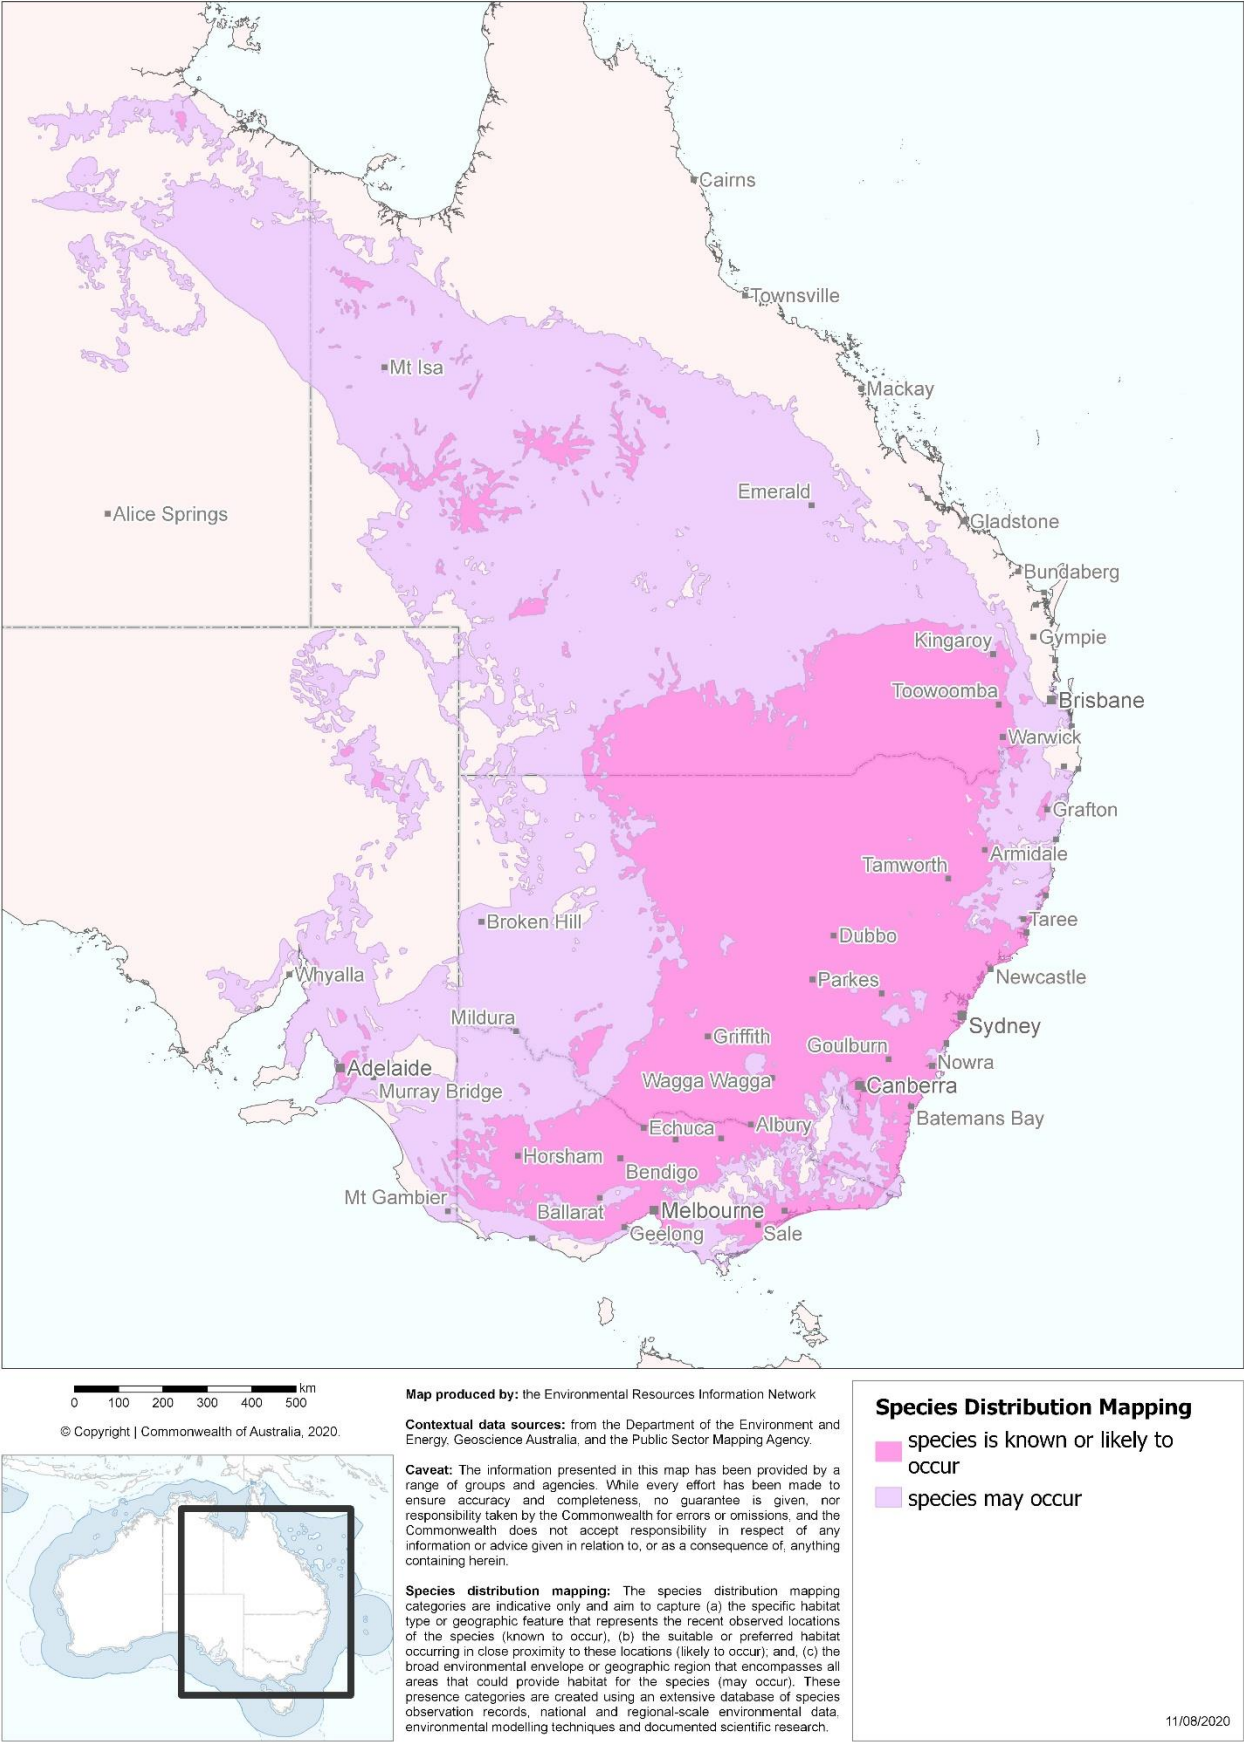 Cairns
Townsville
Mt Isa
Mackay
Emerald
Alice Springs
Gladstone
Bundaberg
Kingaroy
Gympie
Toowoomba
Brisbane
Warwick
Grafton
Armidale
Tamworth
Broken Hill
Taree
Dubbo
Whyalla
Parkes
Newcastle
Mildura
Sydney
Griffith
Goulburn
Adelaide
Nowra
Murray Bridge
Wagga Wagga
Canberra
Batemans Bay
Echuca
Albury
Horsham
Bendigo
Mt Gambier
Ballarat
Melbourne
Geelong
Sale
km
0 100 200 300 400 500
© Copyright | Commonwealth of Australia, 2020.
Map produced by: the Environmental Resources Information Network
Contextual data sources: from the Department of the Environment and
Energy, Geoscience Australia, and the Public Sector Mapping Agency.
Caveat: The information presented in this map has been provided by a
range of groups and agencies. While every effort has been made to
ensure accuracy and completeness, no guarantee is given, nor
responsibility taken by the Commonwealth for errors or omissions, and the
Commonwealth does not accept responsibility in respect of any
information or advice given in relation to, or as a consequence of, anything
containing herein.
Species distribution mapping: The species distribution mapping
categories are indicative only and aim to capture (a) the specific habitat
type or geographic feature that represents the recent observed locations
of the species (known to occur), (b) the suitable or preferred habitat
occurring in close proximity to these locations (likely to occur); and, (c) the
broad environmental envelope or geographic region that encompasses all
areas that could provide habitat for the species (may occur). These
presence categories are created using an extensive database of species
observation records, national and regional-scale environmental data,
environmental modelling techniques and documented scientific research.
Species Distribution Mapping
species is known or likely to
occur
species may occur
11/08/2020